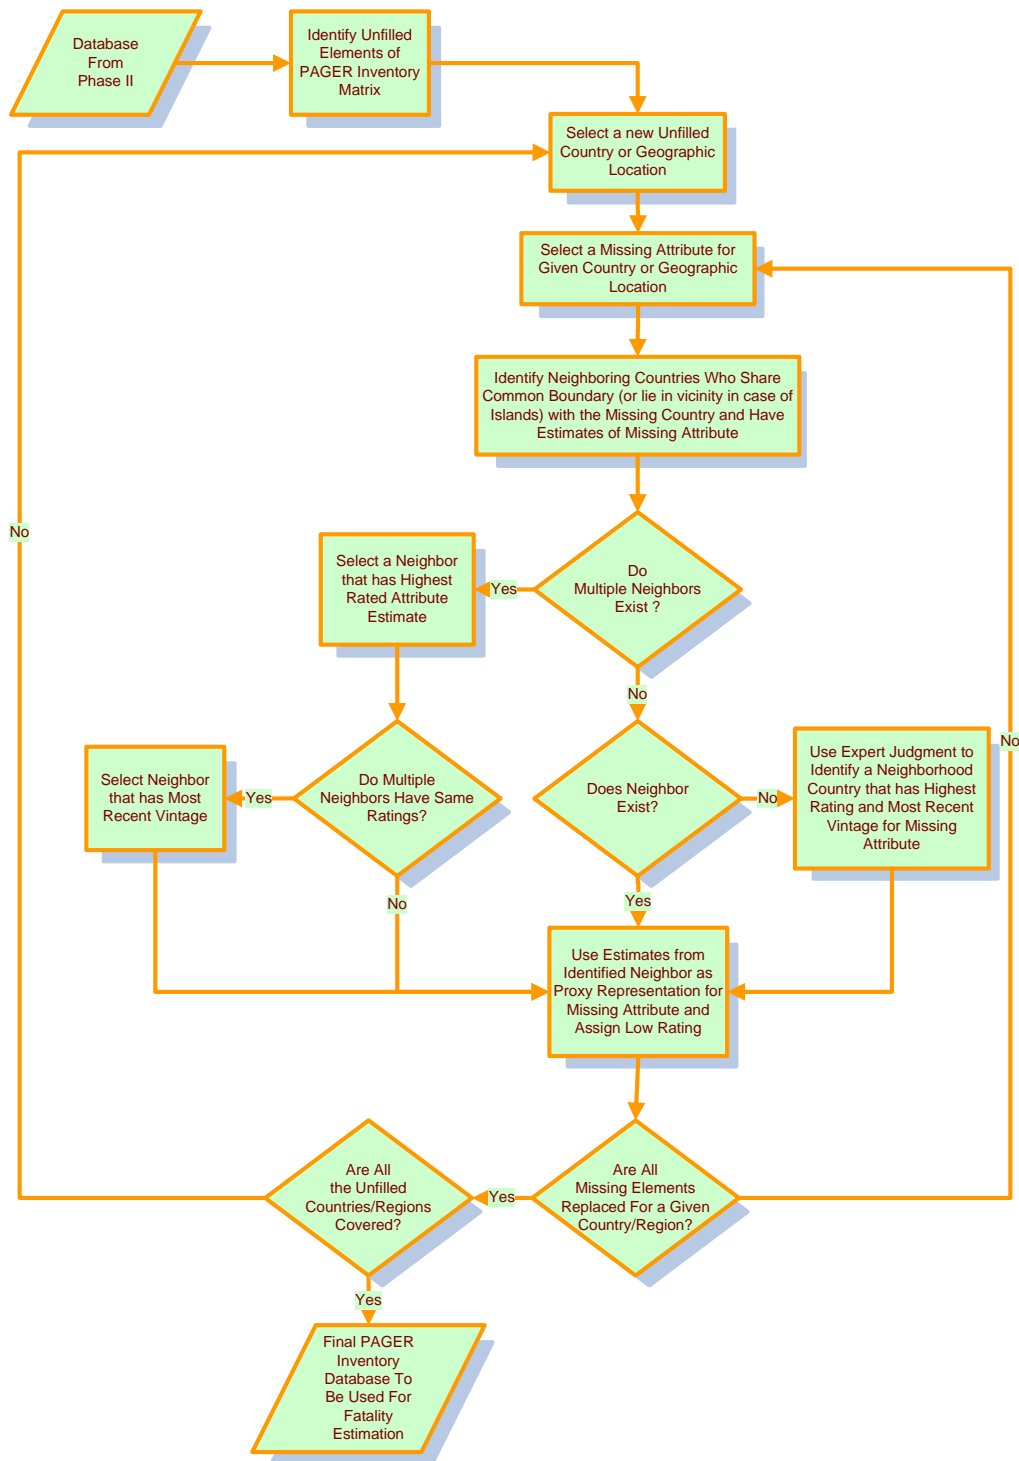 Database
From
Phase II
Identify Unfilled
Elements of
PAGER Inventory
Matrix
Select a new Unfilled
Country or Geographic
Location
Select a Missing Attribute for
Given Country or Geographic
Location
Identify Neighboring Countries Who Share
Common Boundary (or lie in vicinity in case of
Islands) with the Missing Country and Have
Estimates of Missing Attribute
No
Do
Multiple Neighbors
Exist ?
Yes
Select a Neighbor
that has Highest
Rated Attribute
Estimate
No
Do Multiple
Neighbors Have Same
Ratings?
Yes
Select Neighbor
that has Most
Recent Vintage
No
Does Neighbor
Exist?
No
Use Expert Judgment to
Identify a Neighborhood
Country that has Highest
Rating and Most Recent
Vintage for Missing
Attribute
No
Yes
Use Estimates from
Identified Neighbor as
Proxy Representation for
Missing Attribute and
Assign Low Rating
Are All
Missing Elements
Replaced For a Given
Country/Region?
Yes
Are All
the Unfilled
Countries/Regions
Covered?
Yes
Final PAGER
Inventory
Database To
Be Used For
Fatality
Estimation